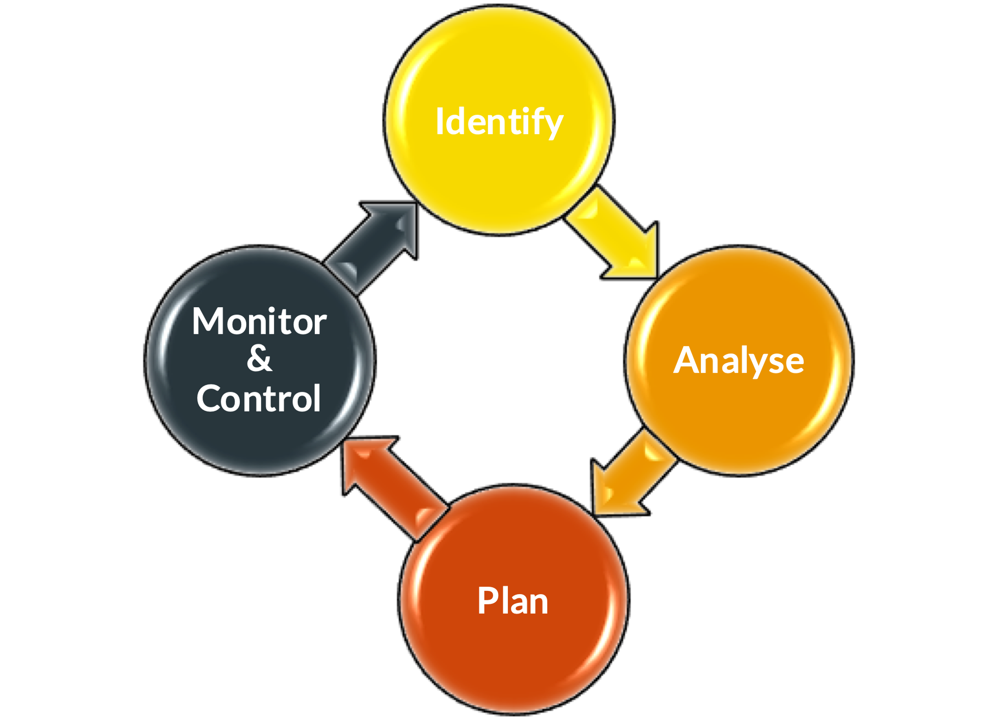 Identify
Analyse
Plan
Monitor
&
Control